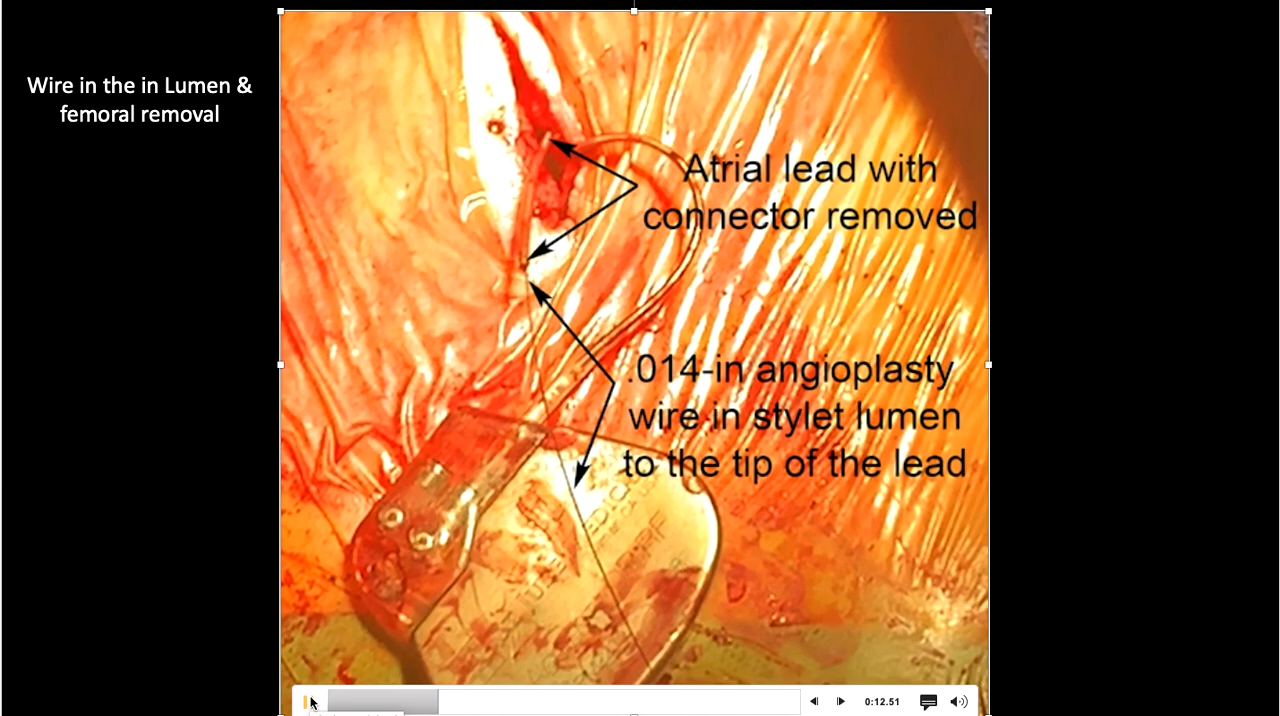 Wire in the in Lumen &
femoral removal
Atrial lead with
connector removed
.014-in angioplasty
wire in stylet lumen
to the tip of the lead
0:12.51